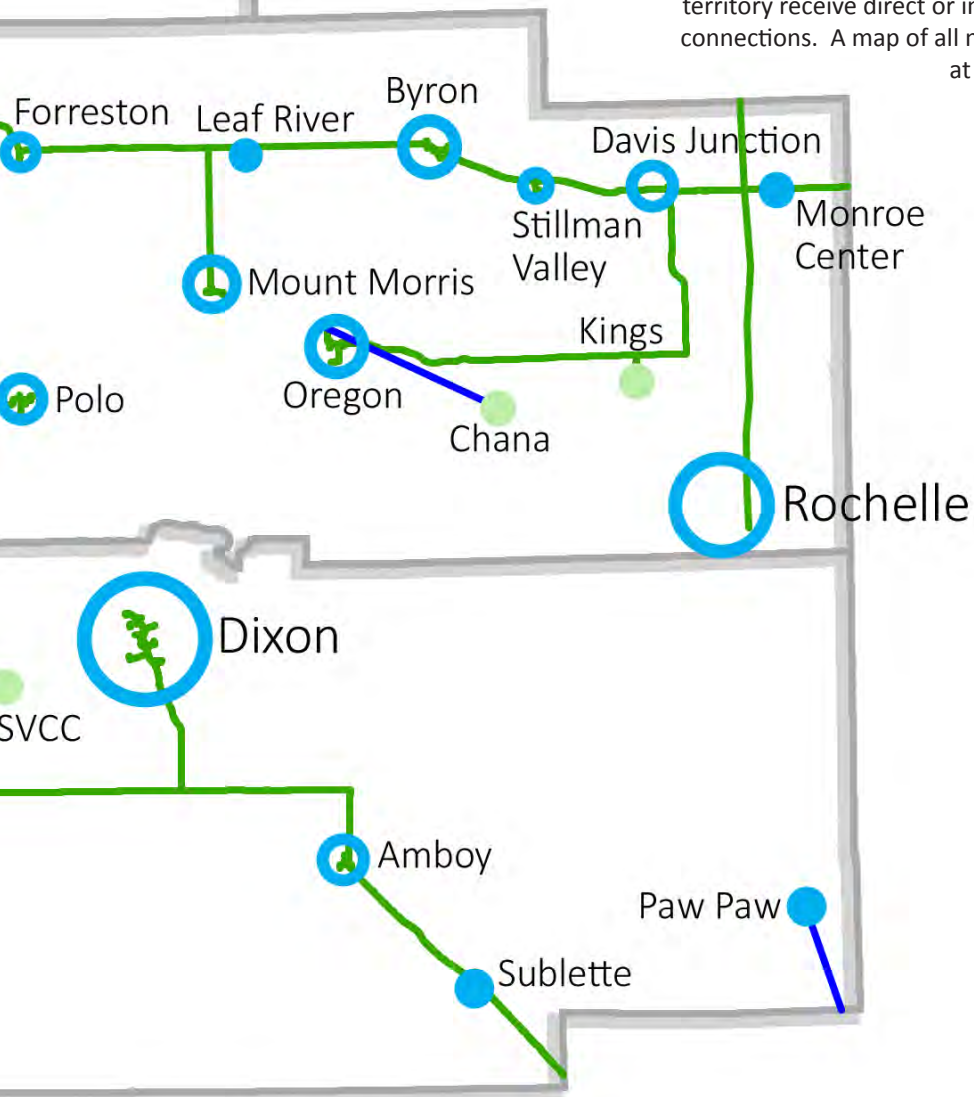 territory receive direct or
connections. A map of all
at
Byron
Forreston
Leaf River
Davis Junction
Monroe
Center
Stillman
Valley
Mount Morris
Kings
Oregon
Polo
Chana
Rochelle
Dixon
SVCC
Amboy
Paw Paw
Sublette